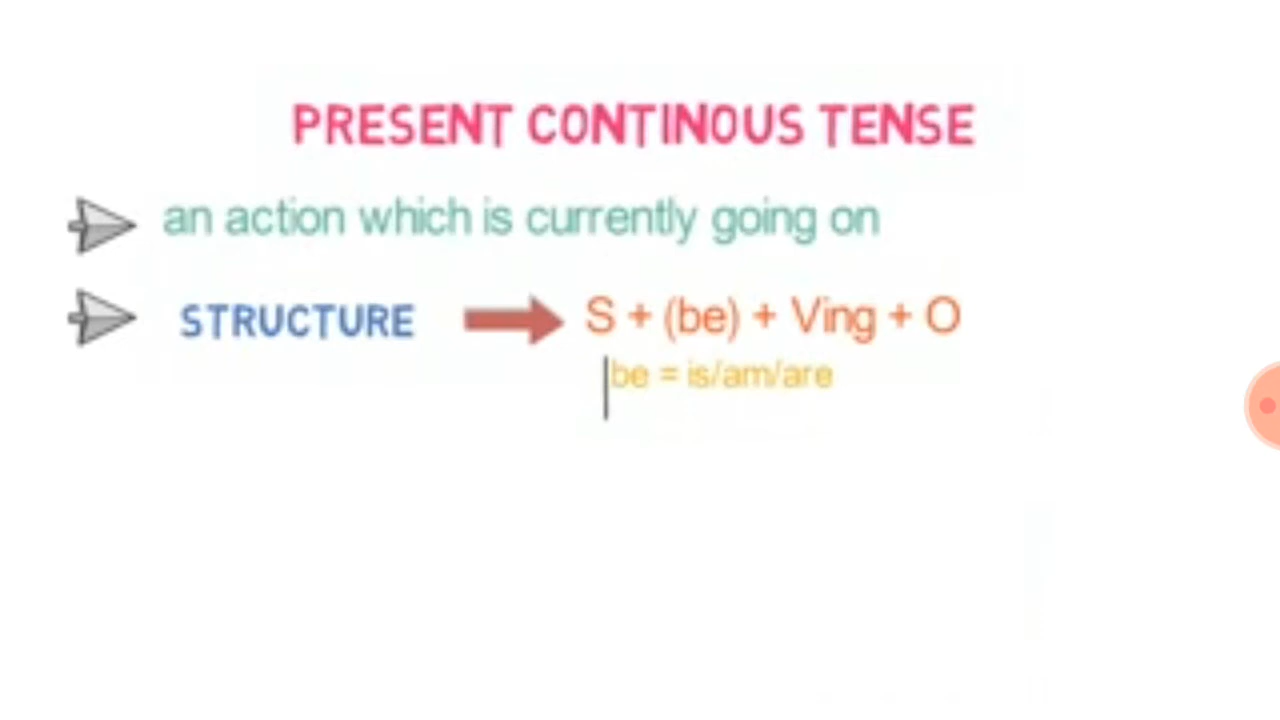 PRESENT CONTINOUS TENSE
an action which is currently going on
STRUCTURE S + (be) + Ving + O
be = is/am/are